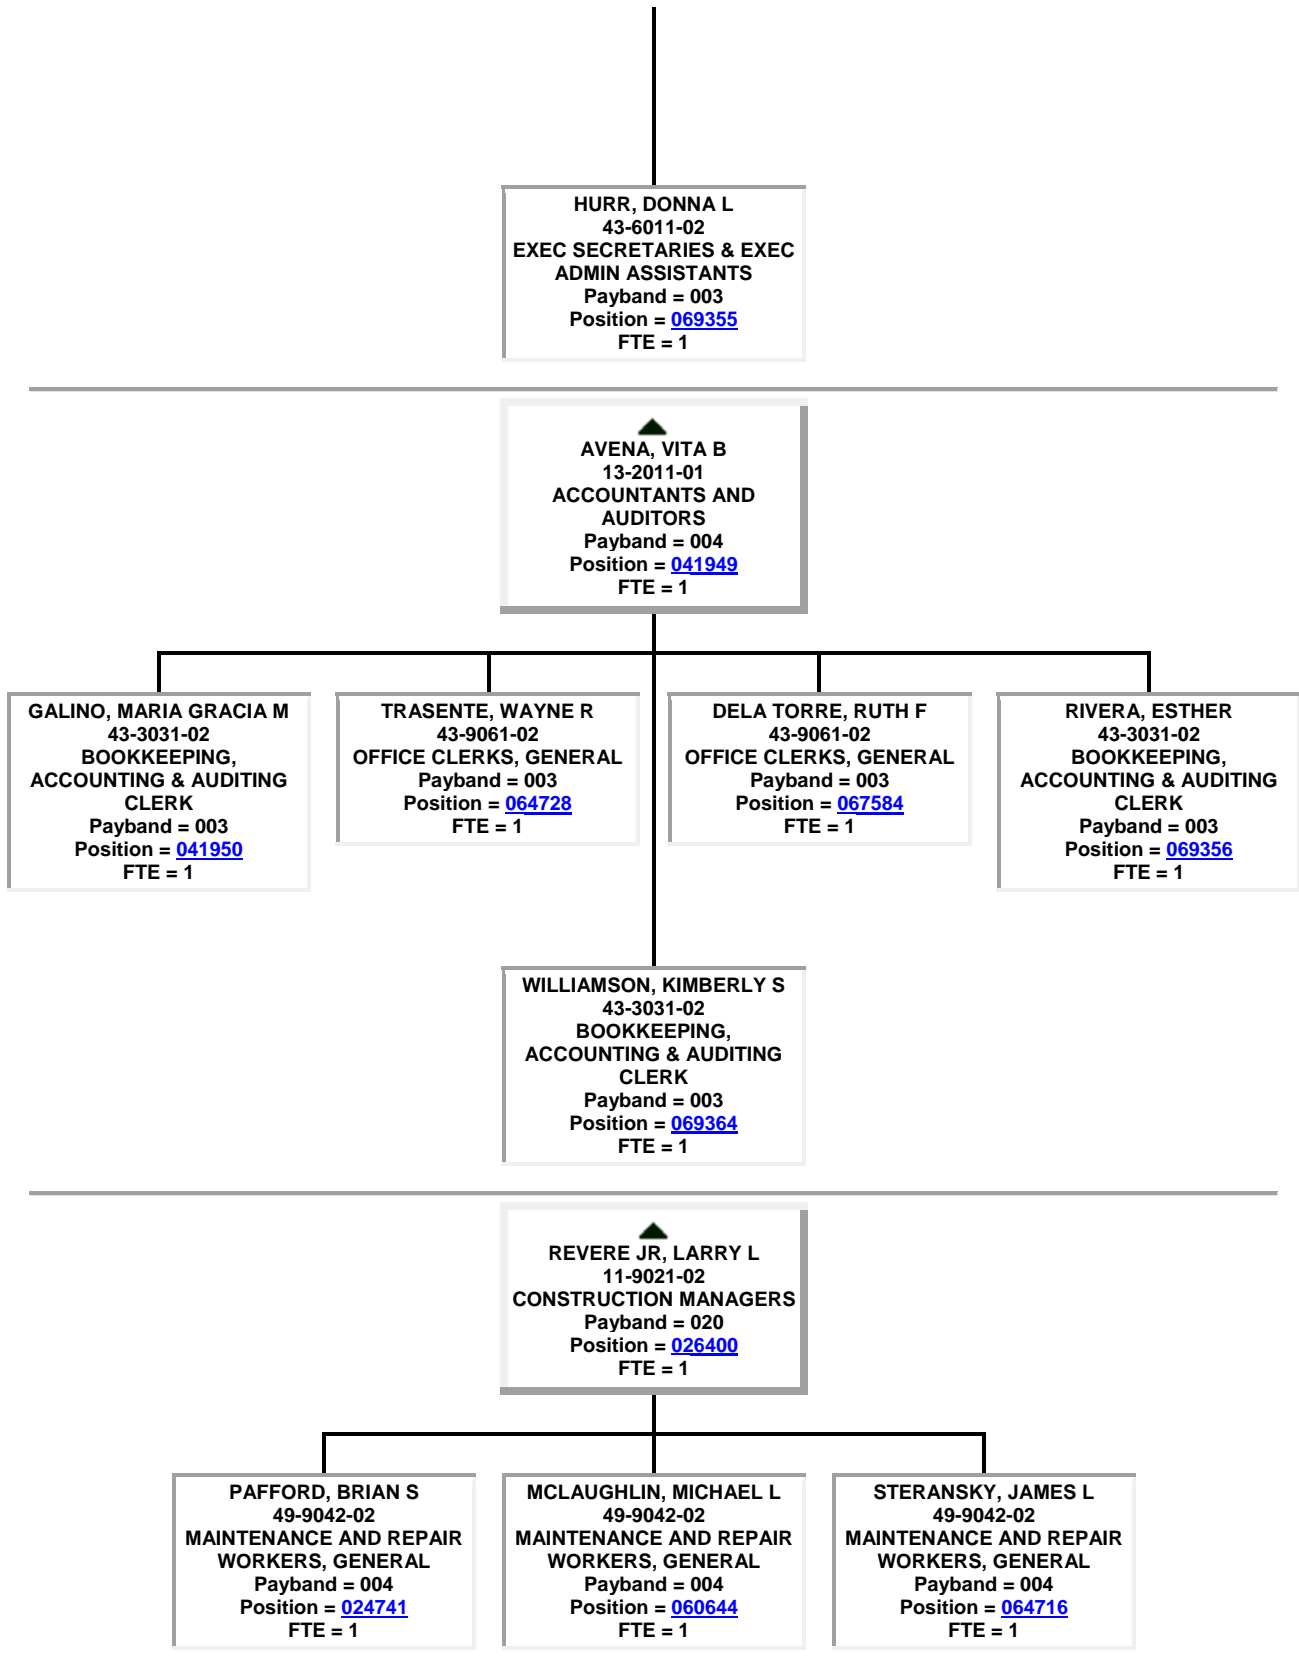 HURR, DONNA L
43-6011-02
EXEC SECRETARIES & EXEC
ADMIN ASSISTANTS
Payband = 003
Position = 069355
FTE = 1
AVENA, VITA B
13-2011-01
ACCOUNTANTS AND
AUDITORS
Payband = 004
Position = 041949
FTE = 1
GALINO, MARIA GRACIA M
43-3031-02
BOOKKEEPING,
ACCOUNTING & AUDITING
CLERK
Payband = 003
Position = 041950
FTE = 1
TRASENTE, WAYNE R
43-9061-02
OFFICE CLERKS, GENERAL
Payband = 003
Position = 064728
FTE = 1
DELA TORRE, RUTH F
43-9061-02
OFFICE CLERKS, GENERAL
Payband = 003
Position = 067584
FTE = 1
RIVERA, ESTHER
43-3031-02
BOOKKEEPING,
ACCOUNTING & AUDITING
CLERK
Payband = 003
Position = 069356
FTE = 1
WILLIAMSON, KIMBERLY S
43-3031-02
BOOKKEEPING,
ACCOUNTING & AUDITING
CLERK
Payband = 003
Position = 069364
FTE = 1
REVERE JR, LARRY L
11-9021-02
CONSTRUCTION MANAGERS
Payband = 020
Position = 026400
FTE = 1
PAFFORD, BRIAN S
49-9042-02
MAINTENANCE AND REPAIR
WORKERS, GENERAL
Payband = 004
Position = 024741
FTE = 1
MCLAUGHLIN, MICHAEL L
49-9042-02
MAINTENANCE AND REPAIR
WORKERS, GENERAL
Payband = 004
Position = 060644
FTE = 1
STERANSKY, JAMES L
49-9042-02
MAINTENANCE AND REPAIR
WORKERS, GENERAL
Payband = 004
Position = 064716
FTE = 1